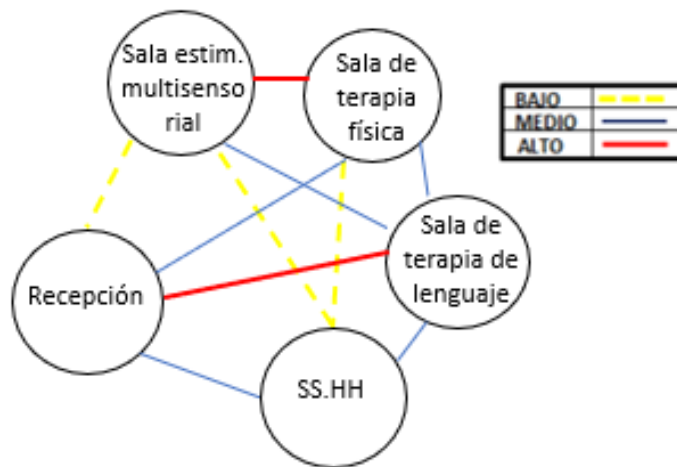 Sala estim.
multisenso
rial
Sala de
terapia
física
BAJO
MEDIO
ALTO
Sala de
terapia de
lenguaje
Recepción
SS.HH